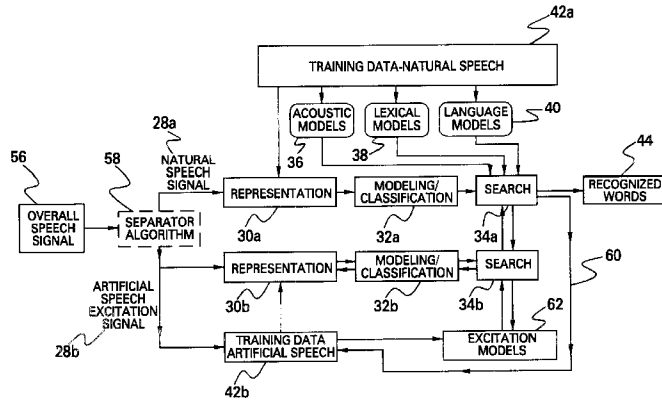 42a
TRAINING DATA-NATURAL SPEECH
ACOUSTIC
MODELS
36
LEXICAL
MODELS
38
LANGUAGE
MODELS
40
28a
NATURAL
SPEECH
SIGNAL
56
58
44
OVERALL
SPEECH
SIGNAL
SEPARATOR
ALGORITHM
REPRESENTATION
30a
MODELING/
CLASSIFICATION
32a
SEARCH
34a
RECOGNIZED
WORDS
60
ARTIFICIAL
SPEECH
EXCITATION
SIGNAL
28b
REPRESENTATION
30b
MODELING/
CLASSIFICATION
32b
SEARCH
34b
62
TRAINING DATA
ARTIFICIAL SPEECH
42b
EXCITATION
MODELS